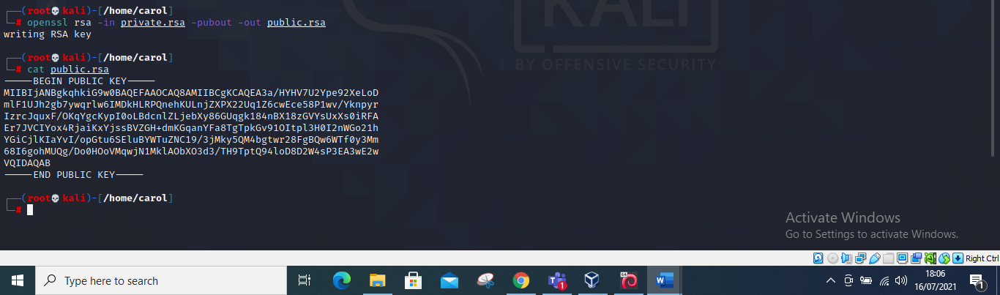 (root💀kali)-[/home/carol]
# openssl rsa -in private.rsa -pubout -out public.rsa
writing RSA key
(root💀kali)-[/home/carol]
# cat public.rsa
-----BEGIN PUBLIC KEY-----
MIIBIjANBgkqhkiG9w0BAQEFAAOCAQ8AMIIBCgKCAQEA3a/HYHV7U2Ype92XeLoD
mlF1UJh2gb7ywqrlw6IMDkHLRPQnehKULnjZXPX22Uq1Z6cwEce58P1wv/Yknpyr
IzrcJquxF/OKqYgcKypI0oLBdcnlZLjebXy86GUqgk184nBX18zGVYsUxXs0iRFA
Er7JVCIYox4RjaiKxYjssBVZGH+dmKGqanYFa8TgTpkGv91OItpl3H0I2nWGo21h
YGiCjlKIaYvI/opGtu6SEluBYWTuZNC19/3jMky5QM4bgtwr28FgBQw6WTf0y3Mm
68I6gohMUQg/Do0HOoVMqwjN1MklAObXO3d3/TH9TptQ94loD8D2W4sP3EA3wE2w
VQIDAQAB
-----END PUBLIC KEY-----
(root💀kali)-[/home/carol]
#
KALI
BY OFFENSIVE SECURITY
Activate Windows
Go to Settings to activate Windows.
Right Ctrl
Type here to search
1
W
18:06
16/07/2021
1